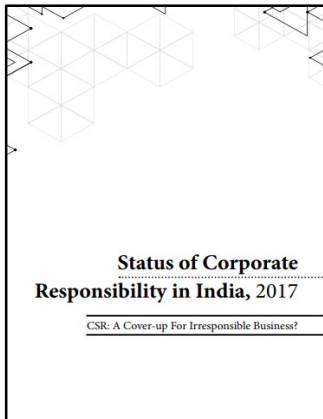 Status of Corporate
Responsibility in India, 2017
CSR: A Cover-up For Irresponsible Business?